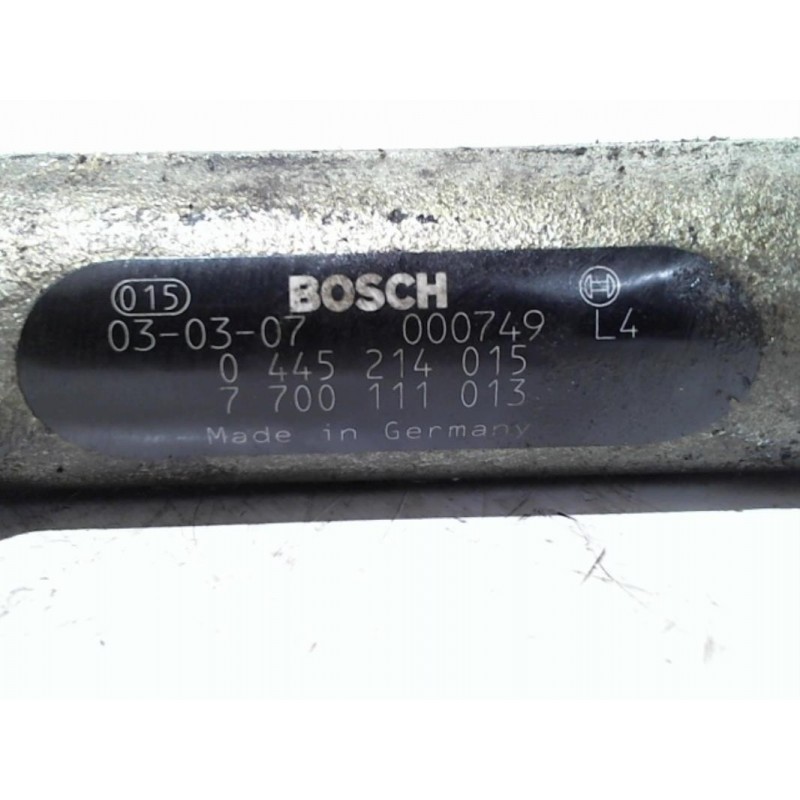 015 BOSCH
03-03-07 000749 L4
0 445 214 015
7 700 111 013
Made in Germany